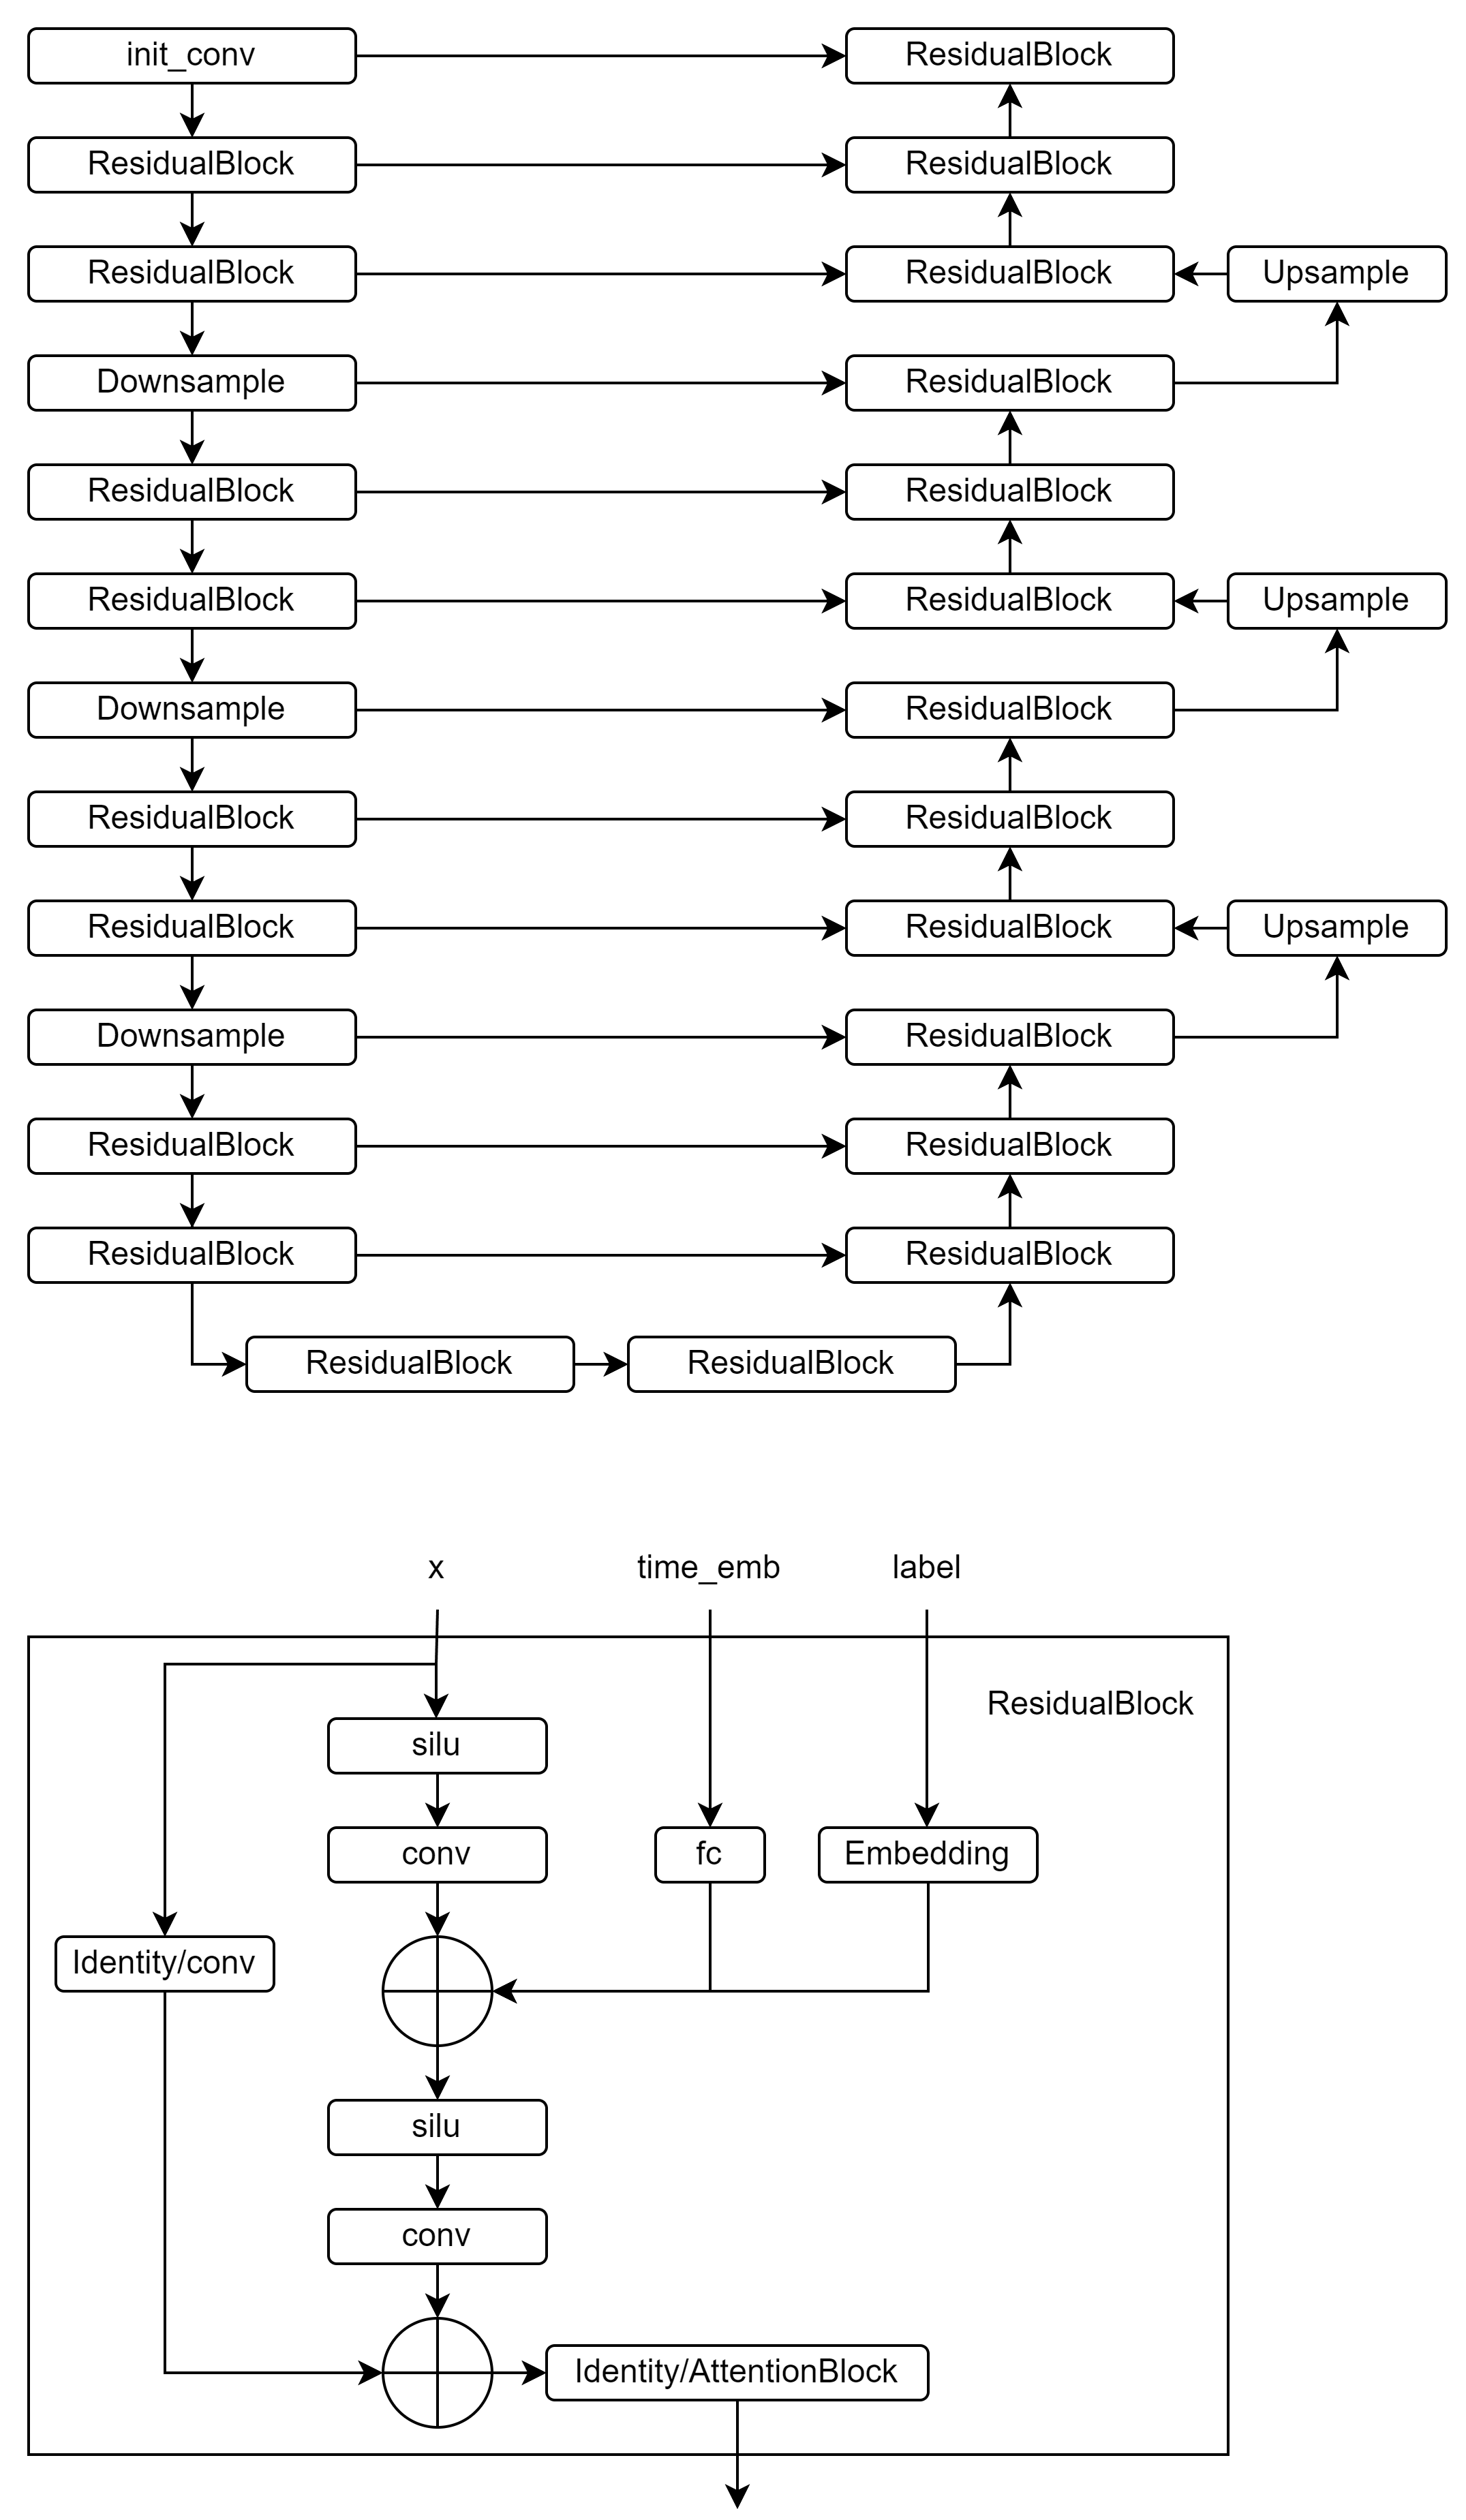 init_conv
ResidualBlock
ResidualBlock
ResidualBlock
ResidualBlock
ResidualBlock
Upsample
Downsample
ResidualBlock
ResidualBlock
ResidualBlock
ResidualBlock
ResidualBlock
Upsample
Downsample
ResidualBlock
ResidualBlock
ResidualBlock
ResidualBlock
ResidualBlock
Upsample
Downsample
ResidualBlock
ResidualBlock
ResidualBlock
ResidualBlock
ResidualBlock
ResidualBlock
ResidualBlock
x
time_emb
label
ResidualBlock
silu
conv
fc
Embedding
Identity/conv
silu
conv
Identity/AttentionBlock